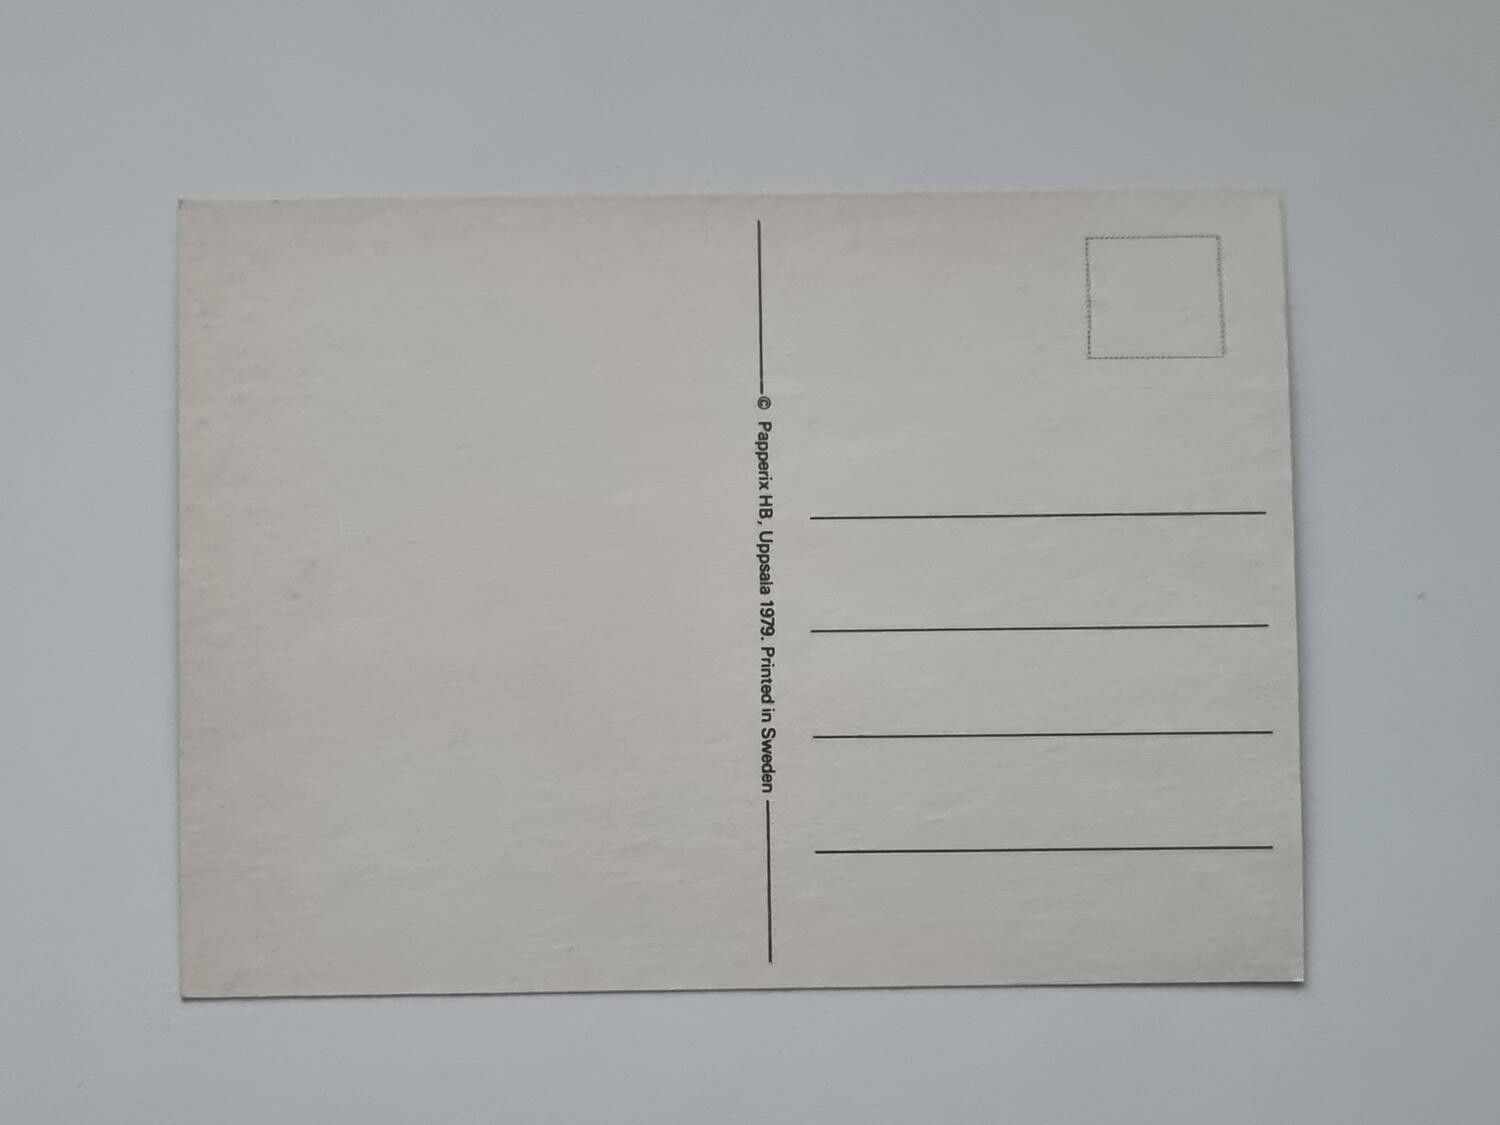 © Papperix HB, Uppsala 1979. Printed in Sweden